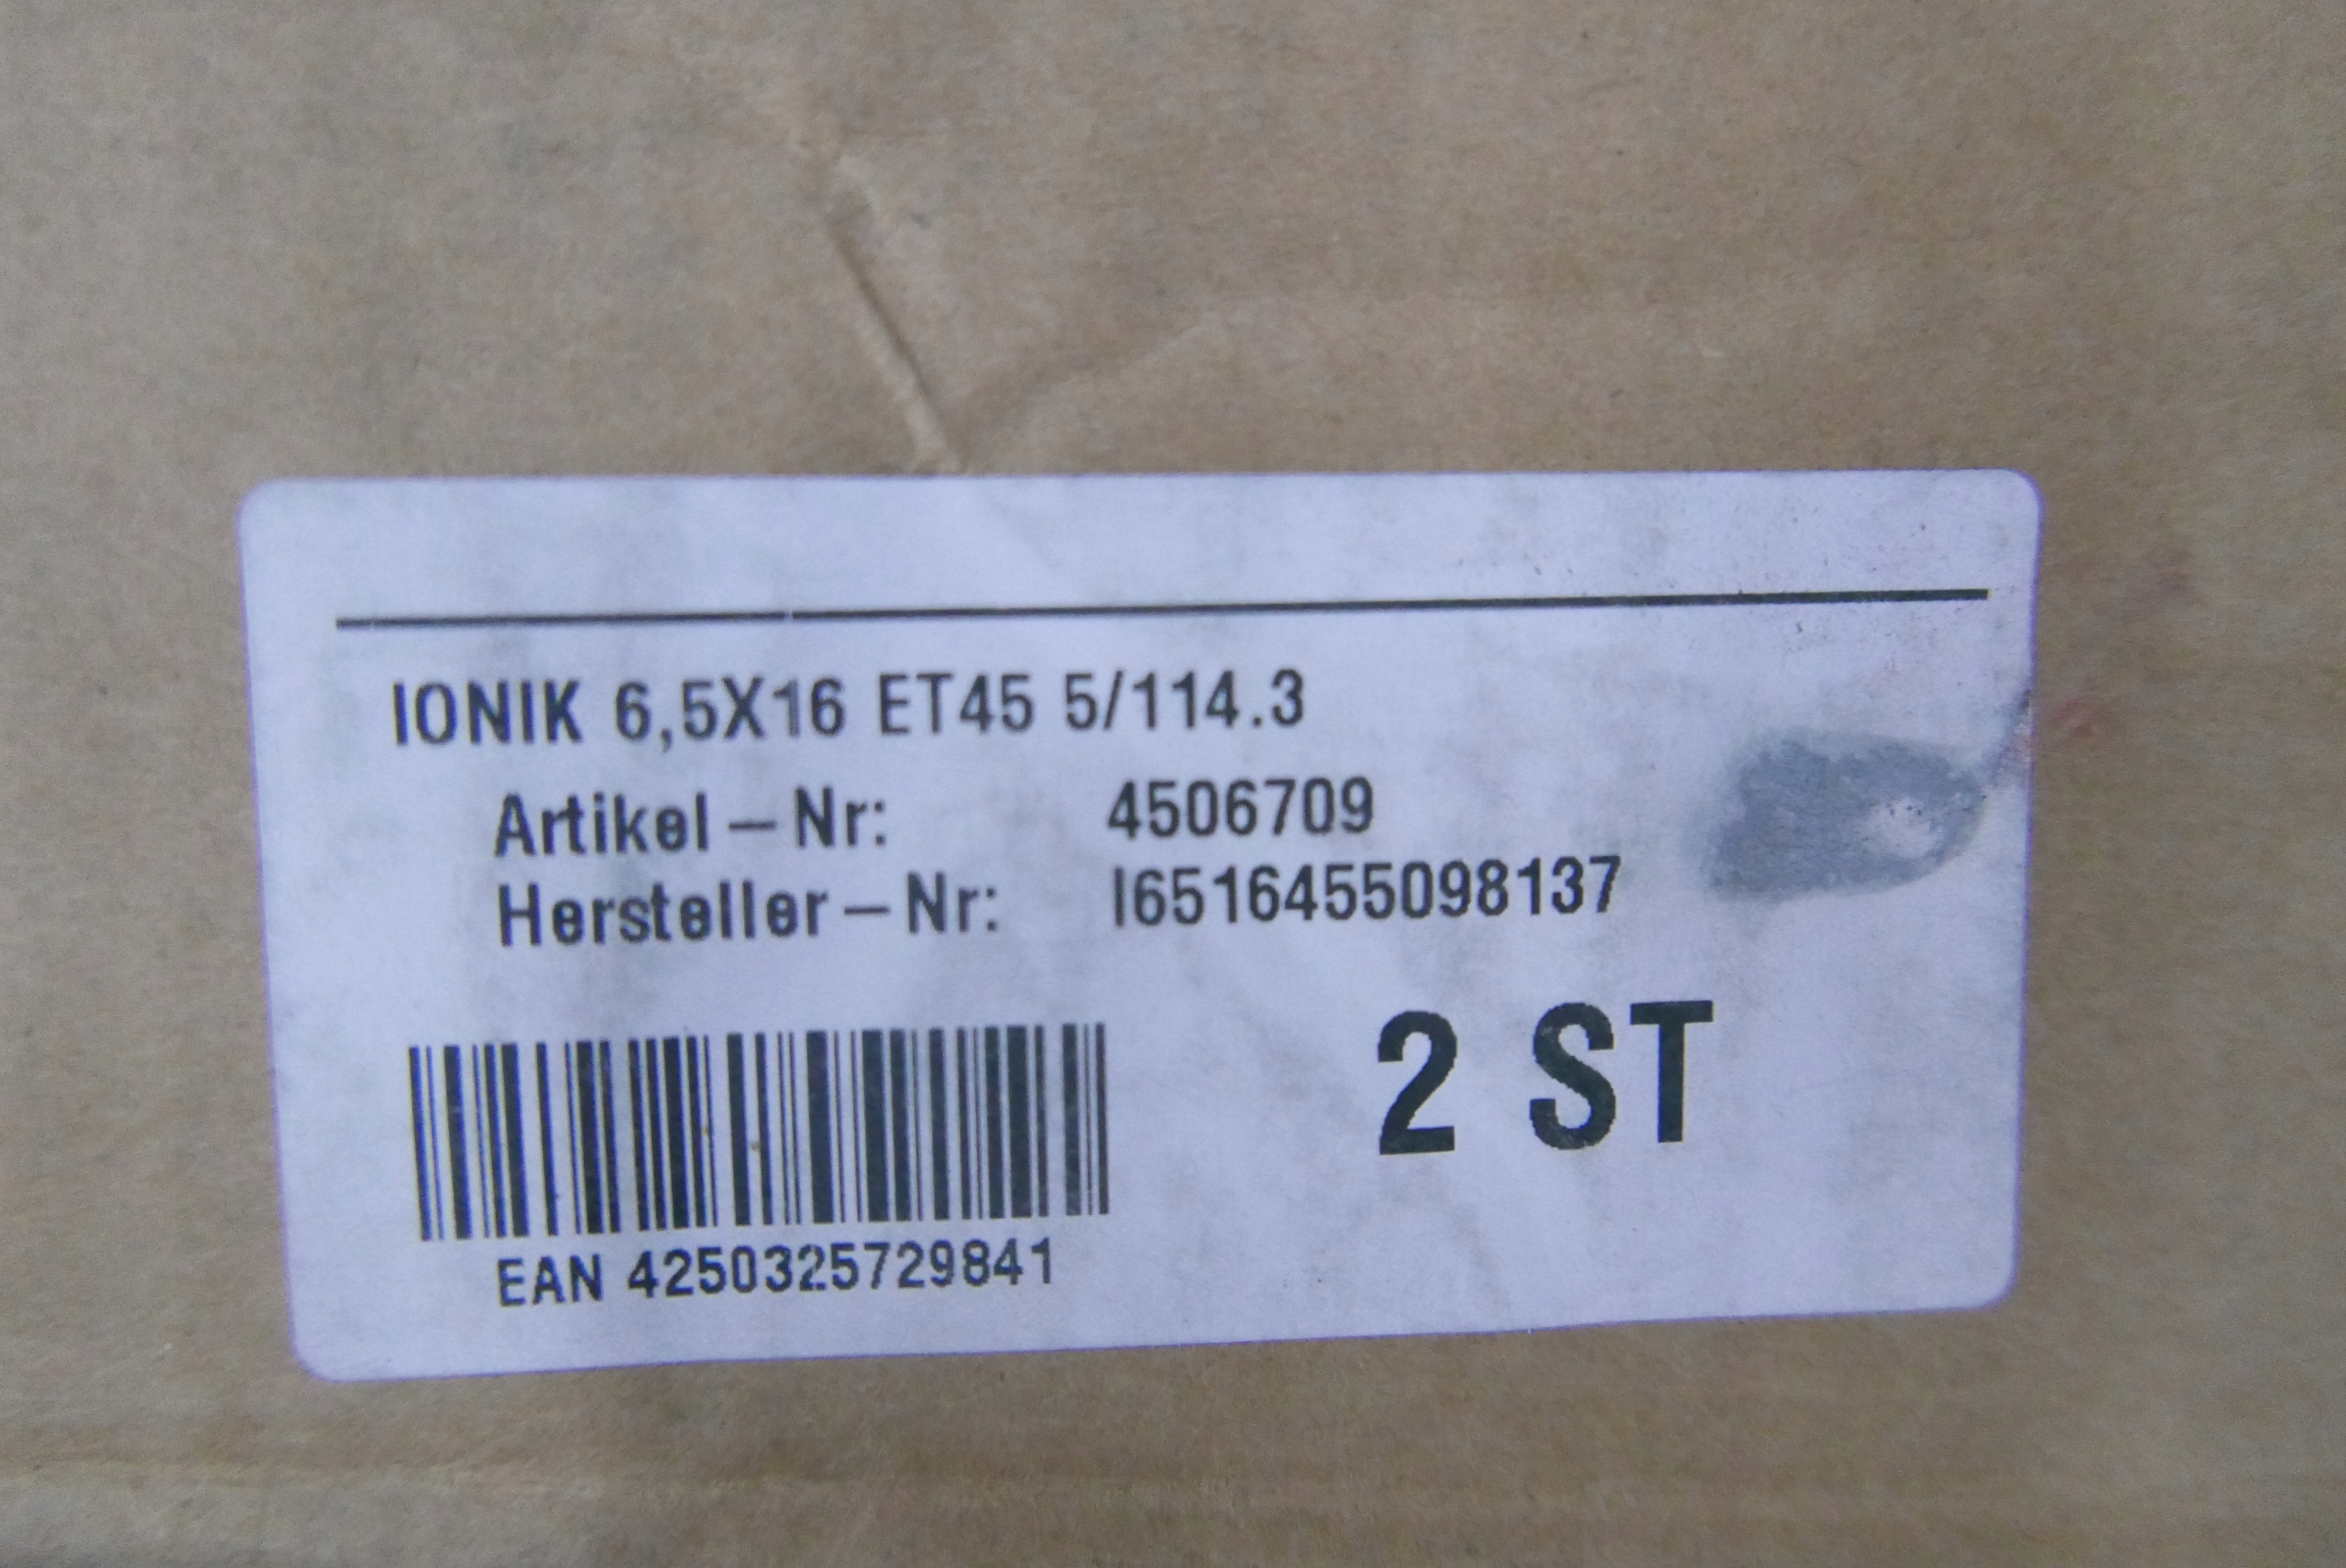 IONIK 6,5X16 ET45 5/114.3
Artikel–Nr: 4506709
Hersteller–Nr: I6516455098137
2 ST
EAN 4250325729841